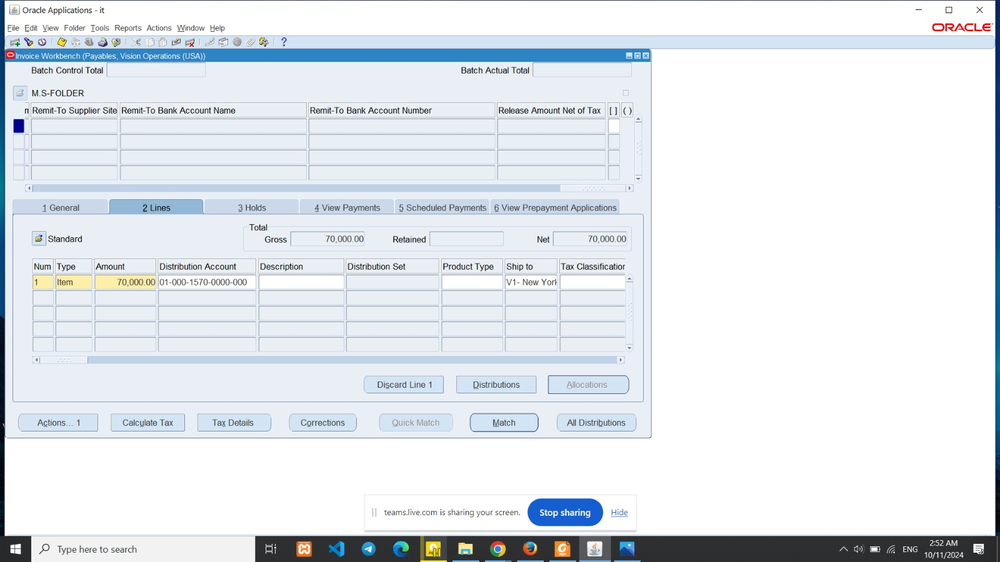 Oracle Applications - it
File Edit View Folder Tools Reports Actions Window Help
ORACLE
Invoice Workbench (Payables, Vision Operations (USA))
Batch Control Total
Batch Actual Total
M.S-FOLDER
Remit-To Supplier Site Remit-To Bank Account Name Remit-To Bank Account Number Release Amount Net of Tax [ ] ( )
1 General 2 Lines 3 Holds 4 View Payments 5 Scheduled Payments 6 View Prepayment Applications
Total
Standard Gross 70,000.00 Retained Net 70,000.00
Num Type Amount Distribution Account Description Distribution Set Product Type Ship to Tax Classification
1 Item 70,000.00 01-000-1570-0000-000 V1- New York
Discard Line 1 Distributions Allocations
Actions... 1 Calculate Tax Tax Details Corrections Quick Match Match All Distributions
teams.live.com is sharing your screen. Stop sharing Hide
Type here to search
ENG
2:52 AM
10/11/2024